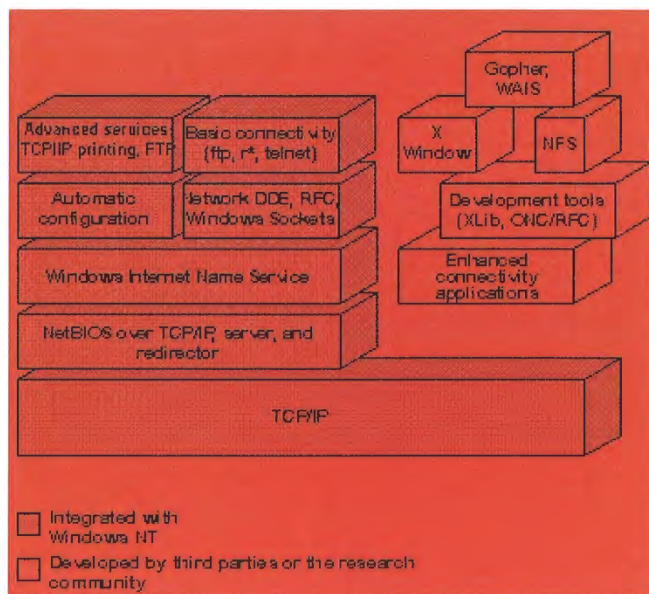 Gopher,
WAIS
Advanced services:
TCP/IP printing, FTP
Basic connectivity
(ftp, r*, telnet)
X
Window
NFS
Automatic
configuration
Network DDE, RFC,
Windows Sockets
Development tools
(XLib, ONC/RFC)
Windows Internet Name Service
Enhanced
connectivity
applications
NetBIOS over TCP/IP, server, and
redirector
TCP/IP
Integrated with
Windows NT
Developed by third parties or the research
community